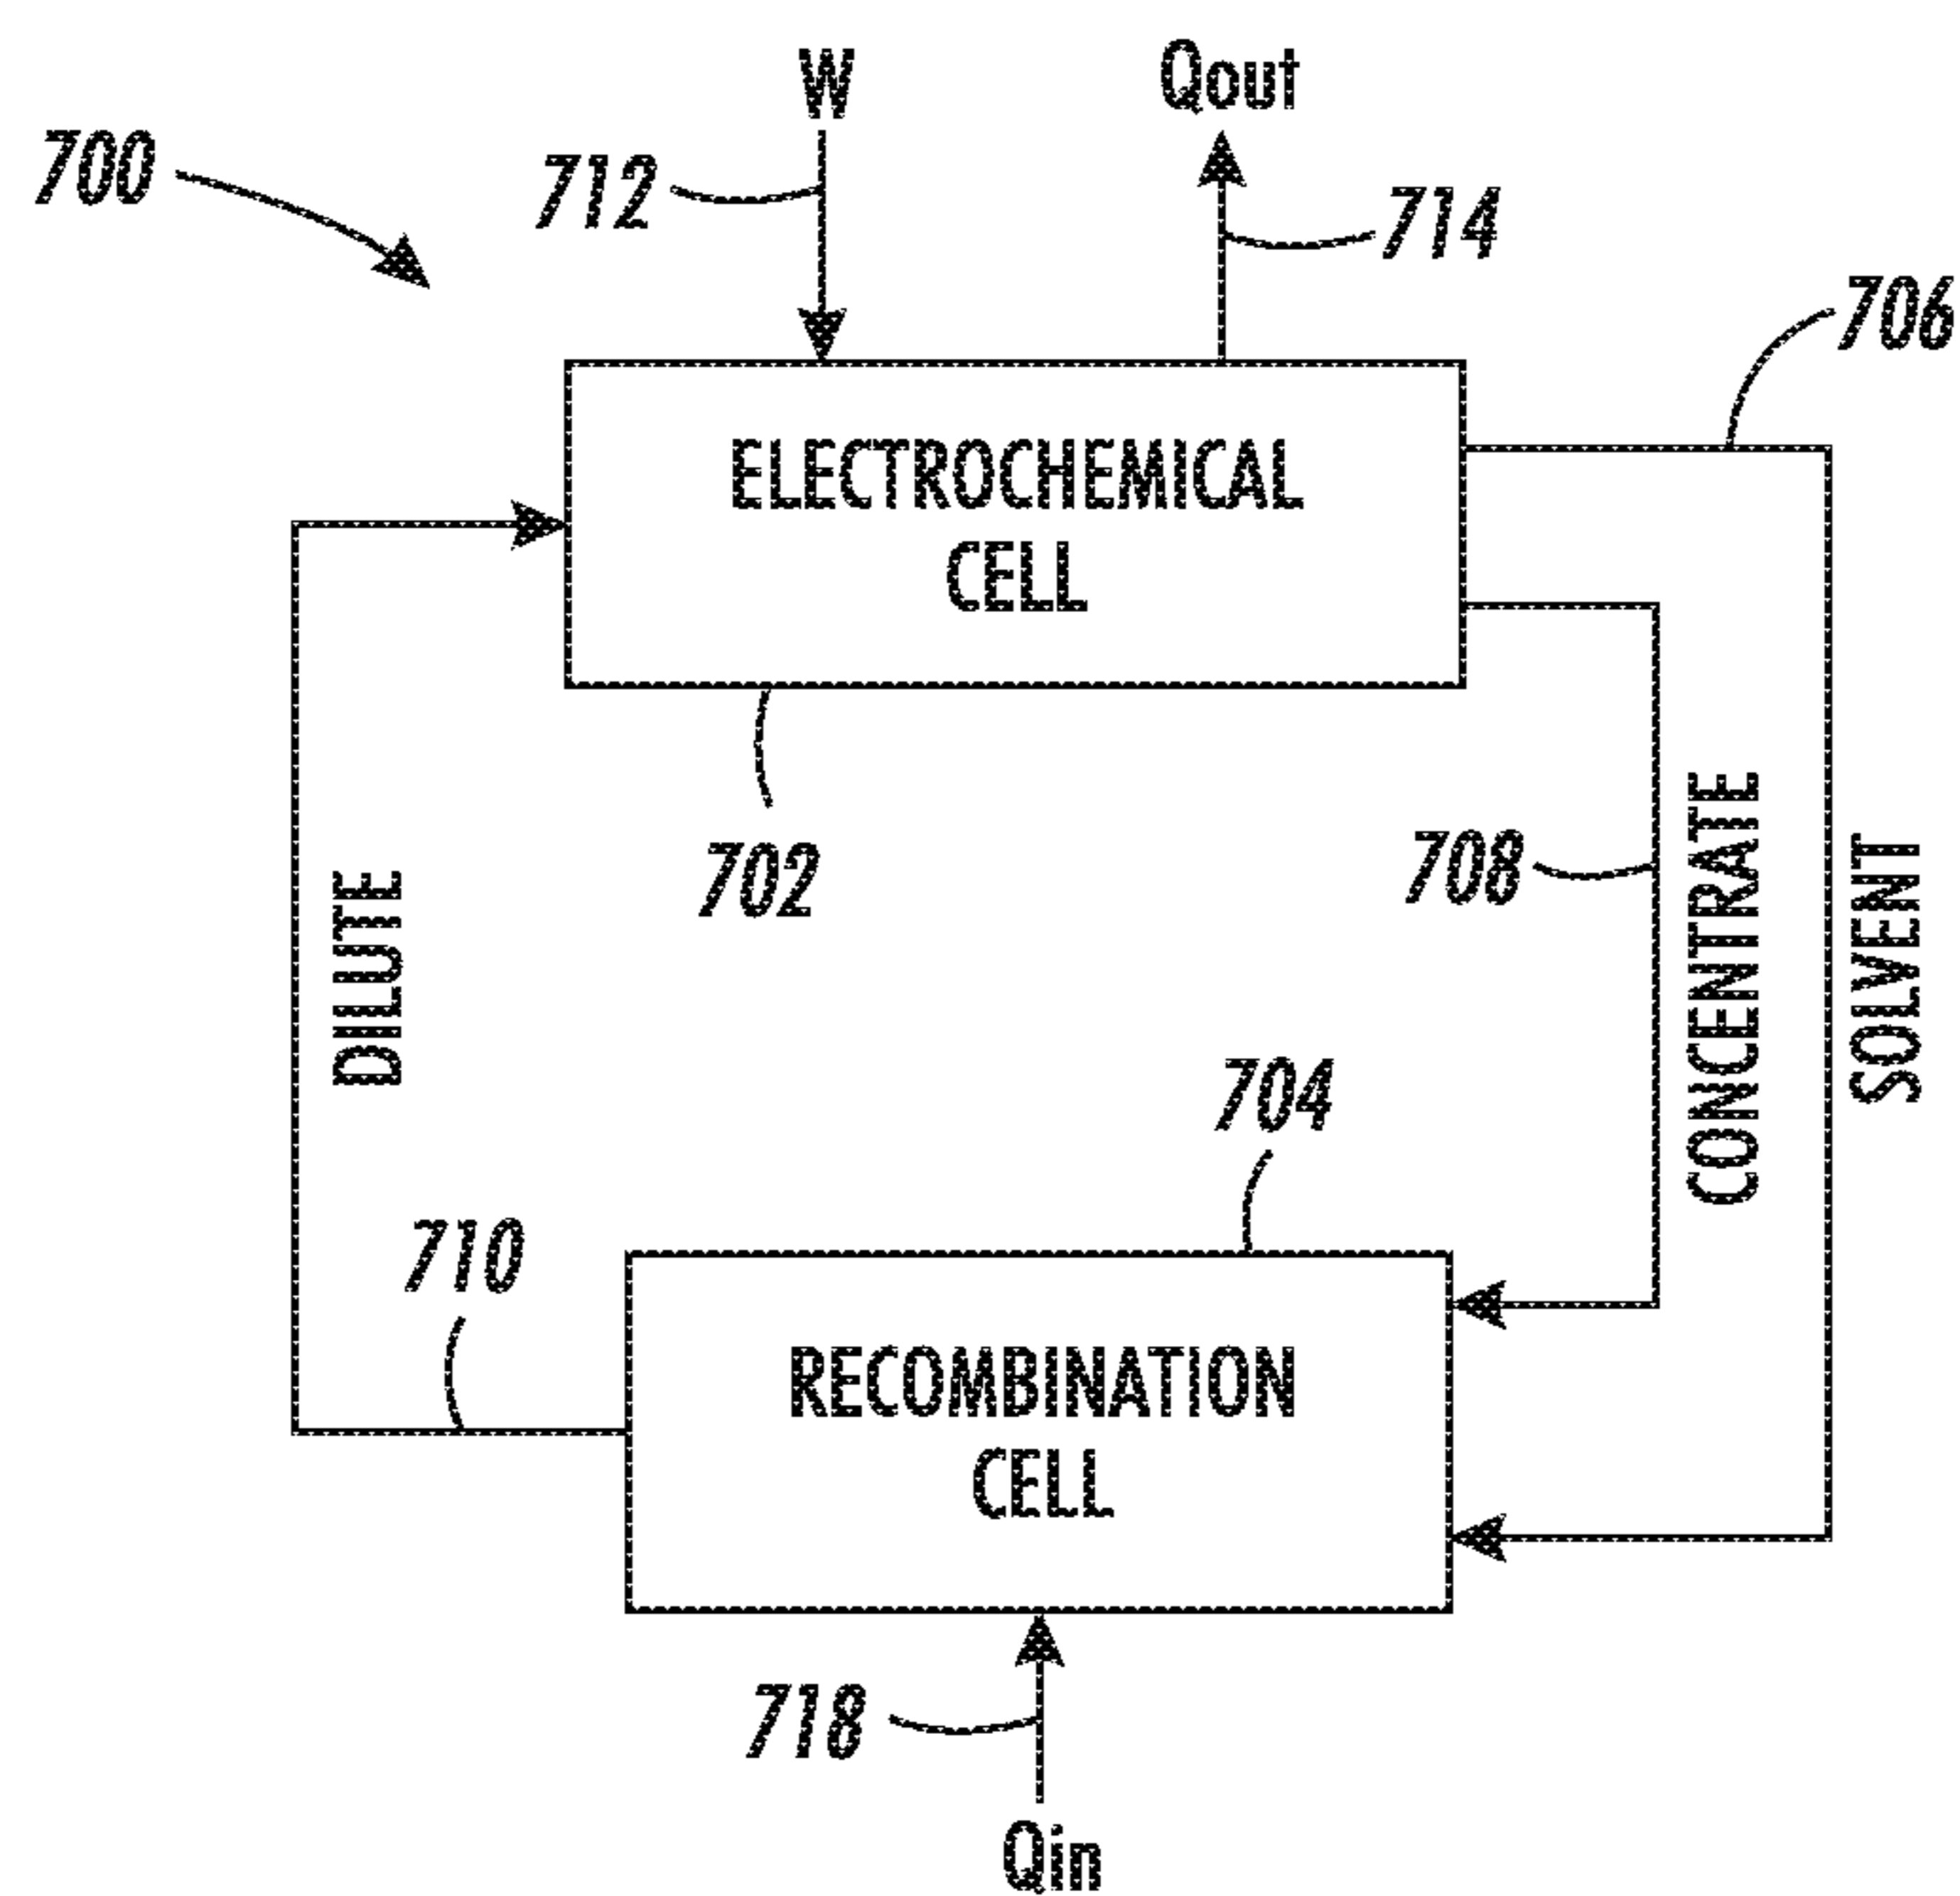 W
Qout
700
712
714
706
ELECTROCHEMICAL
CELL
702
708
DILUTE
CONCENTRATE
SOLVENT
704
710
RECOMBINATION
CELL
718
Qin